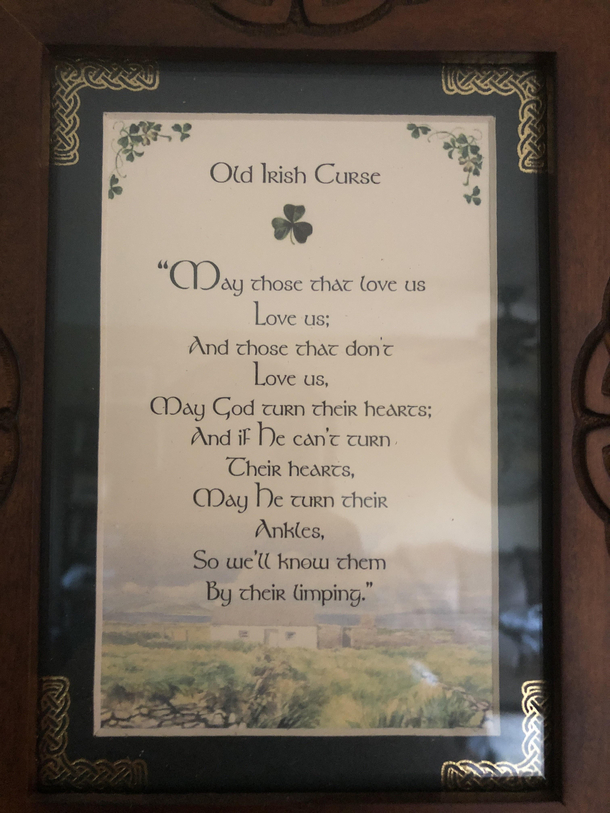 Old Irish Curse
“May those that love us
Love us;
And those that don't
Love us,
May God turn their hearts;
And if He can't turn
Their hearts,
May He turn their
Ankles,
So we'll know them
By their limping.”